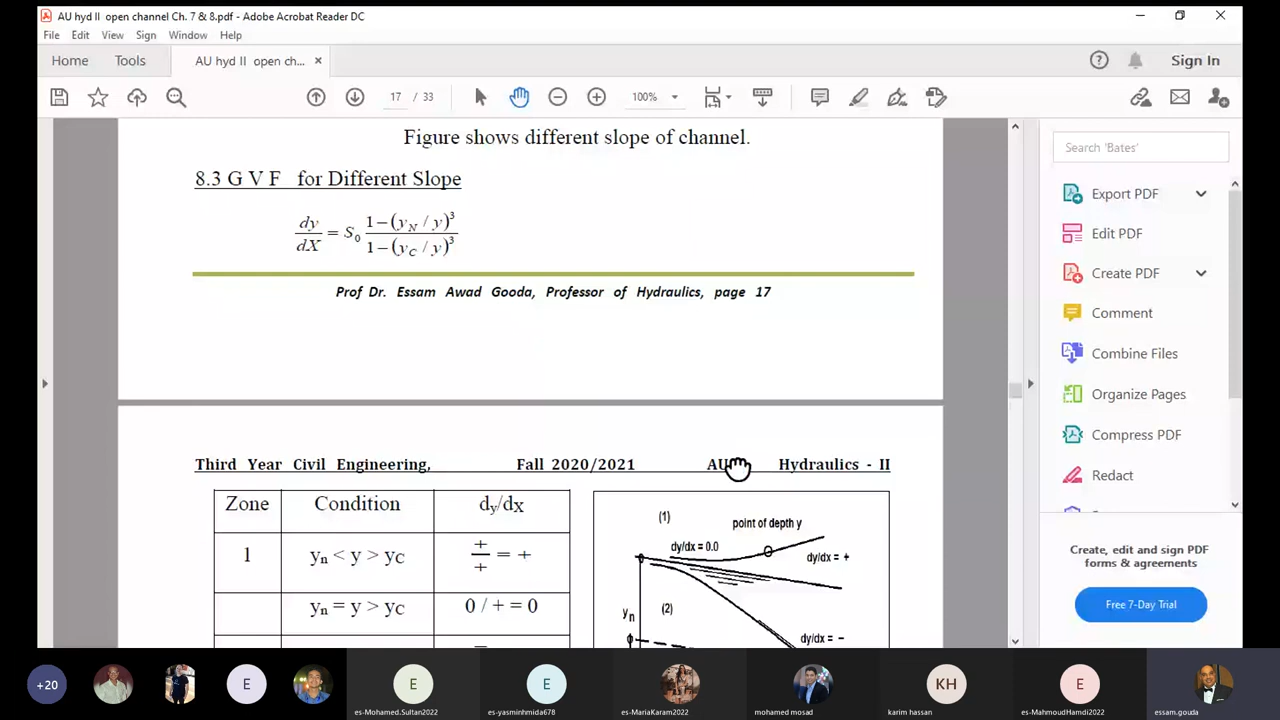 AU hyd II open channel Ch. 7 & 8.pdf - Adobe Acrobat Reader DC
File Edit View Sign Window Help
Home Tools AU hyd II open ch... × Sign In
17 / 33 100%
Figure shows different slope of channel.
Search 'Bates'
8.3 G V F for Different Slope
Export PDF
dy/dX = S0 1-(yN / y)3 / 1-(yC / y)3
Edit PDF
Create PDF
Prof Dr. Essam Awad Gooda, Professor of Hydraulics, page 17
Comment
Combine Files
Organize Pages
Compress PDF
Redact
Third Year Civil Engineering, Fall 2020/2021 AU Hydraulics - II
Zone Condition dy/dx
1 yn < y > yC + / + = +
yn = y > yC 0 / + = 0
(1)
point of depth y
dy/dx = 0.0
dy/dx = +
(2)
yn
dy/dx = -
Create, edit and sign PDF
forms & agreements
Free 7-Day Trial
+20 E E E KH E
es-Mohamed.Sultan2022 es-yasminhmida678 es-MariaKaram2022 mohamed mosad karim hassan es-MahmoudHamdi2022 essam.gouda